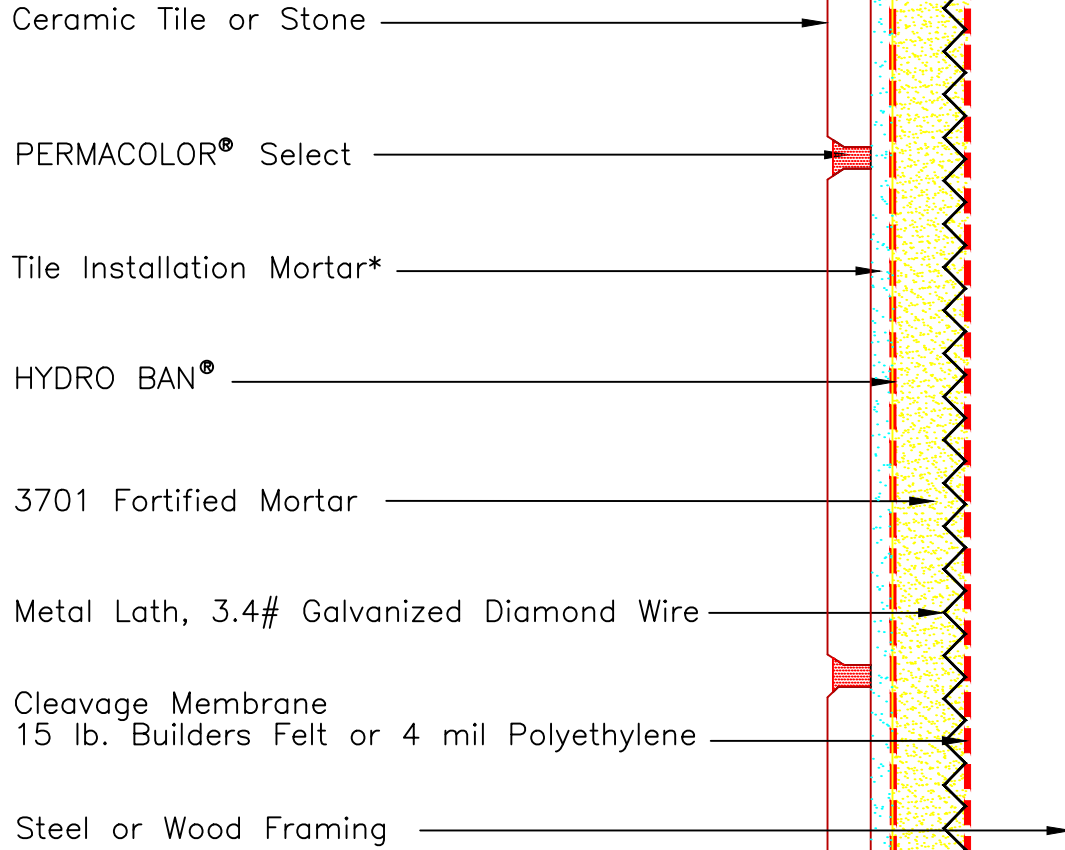 Ceramic Tile or Stone
PERMACOLOR® Select
Tile Installation Mortar*
HYDRO BAN®
3701 Fortified Mortar
Metal Lath, 3.4# Galvanized Diamond Wire
Cleavage Membrane
15 lb. Builders Felt or 4 mil Polyethylene
Steel or Wood Framing